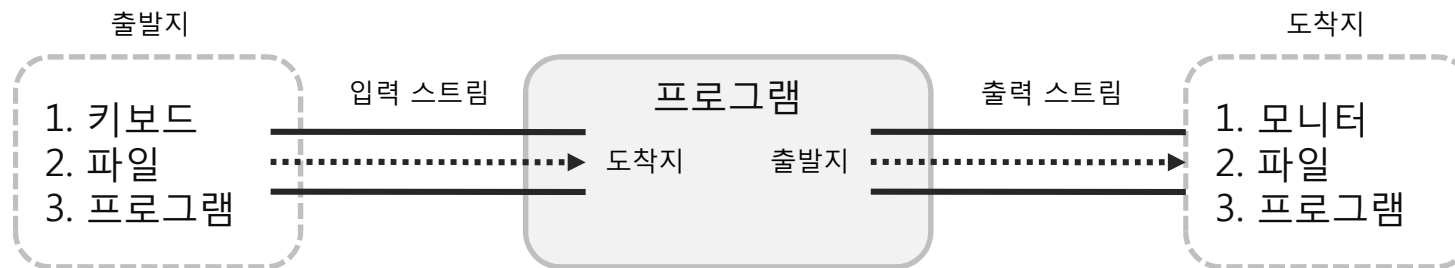 출발지
1. 키보드
2. 파일
3. 프로그램
입력 스트림
프로그램
도착지
출발지
출력 스트림
도착지
1. 모니터
2. 파일
3. 프로그램